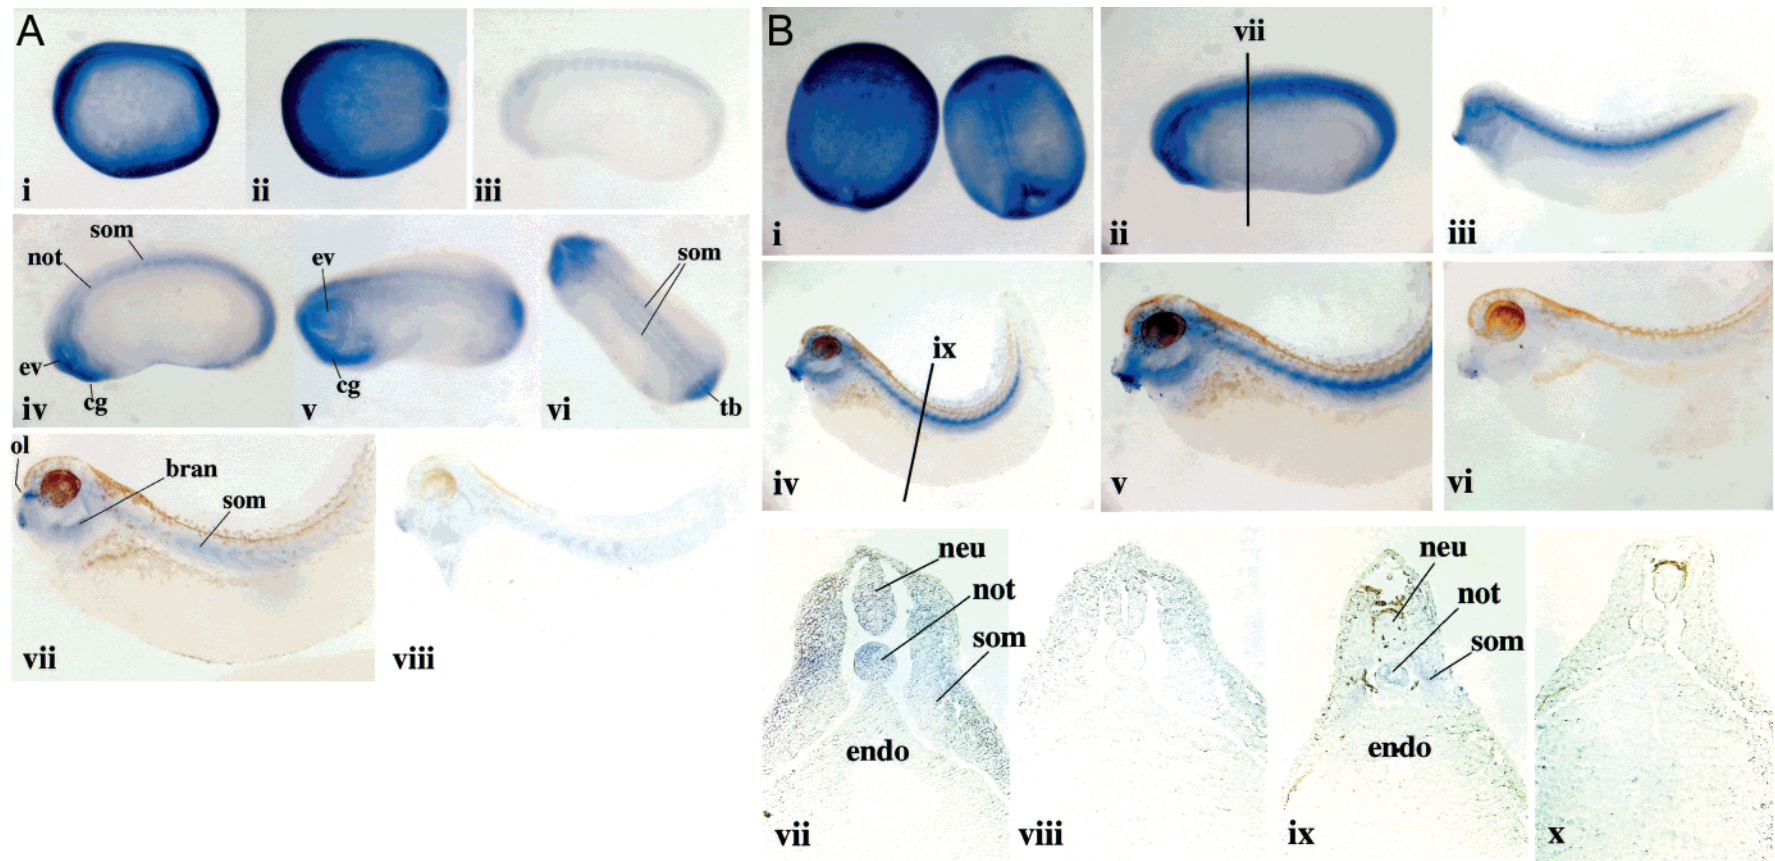 A
i
ii
iii
som
not
ev
cg
iv
ev
cg
v
som
tb
vi
ol
bran
som
vii
viii
B
i
vii
ii
iii
ix
iv
v
vi
neu
not
som
endo
vii
viii
neu
not
som
endo
ix
x